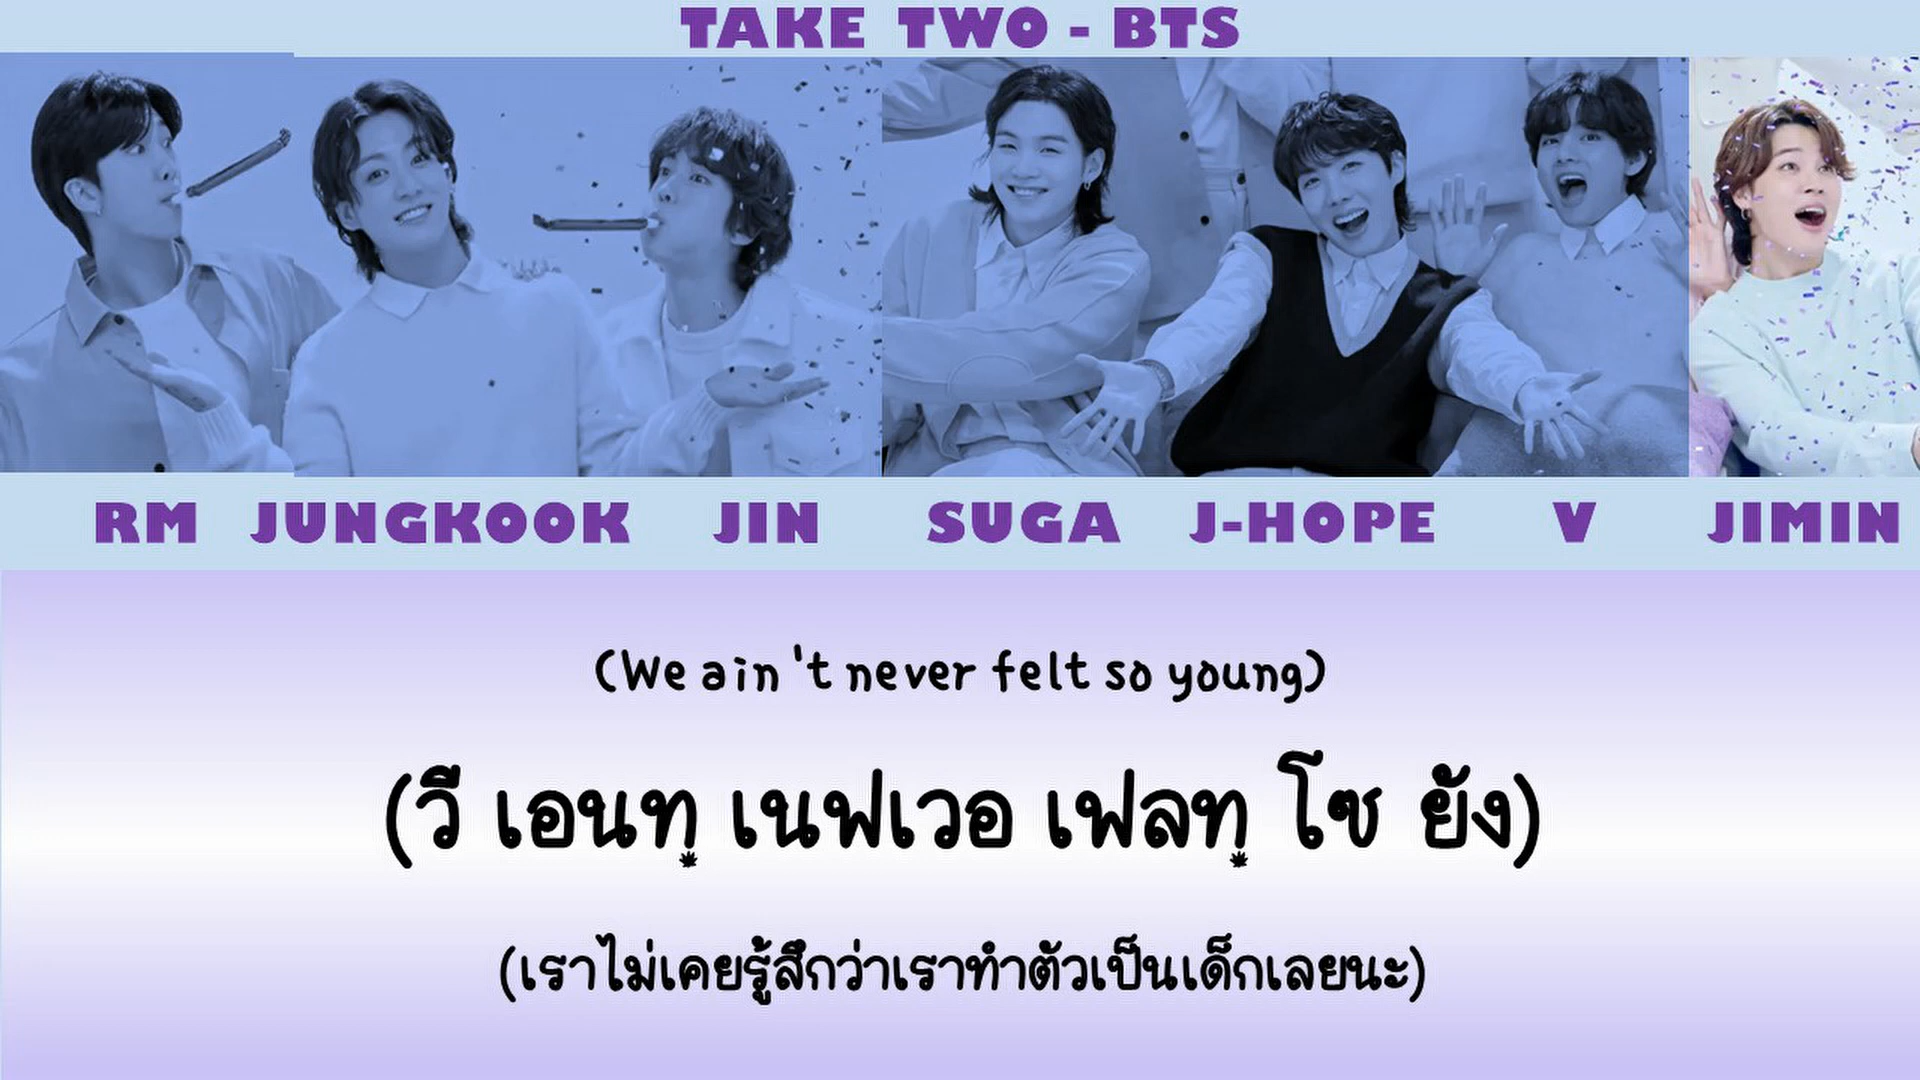 TAKE TWO - BTS
RM JUNGKOOK JIN SUGA J-HOPE V JIMIN
(We ain't never felt so young)
(วี เอนทฺ เนฟเวอ เฟลทฺ โซ ยัง)
(เราไม่เคยรู้สึกว่าเราทำตัวเป็นเด็กเลยนะ)